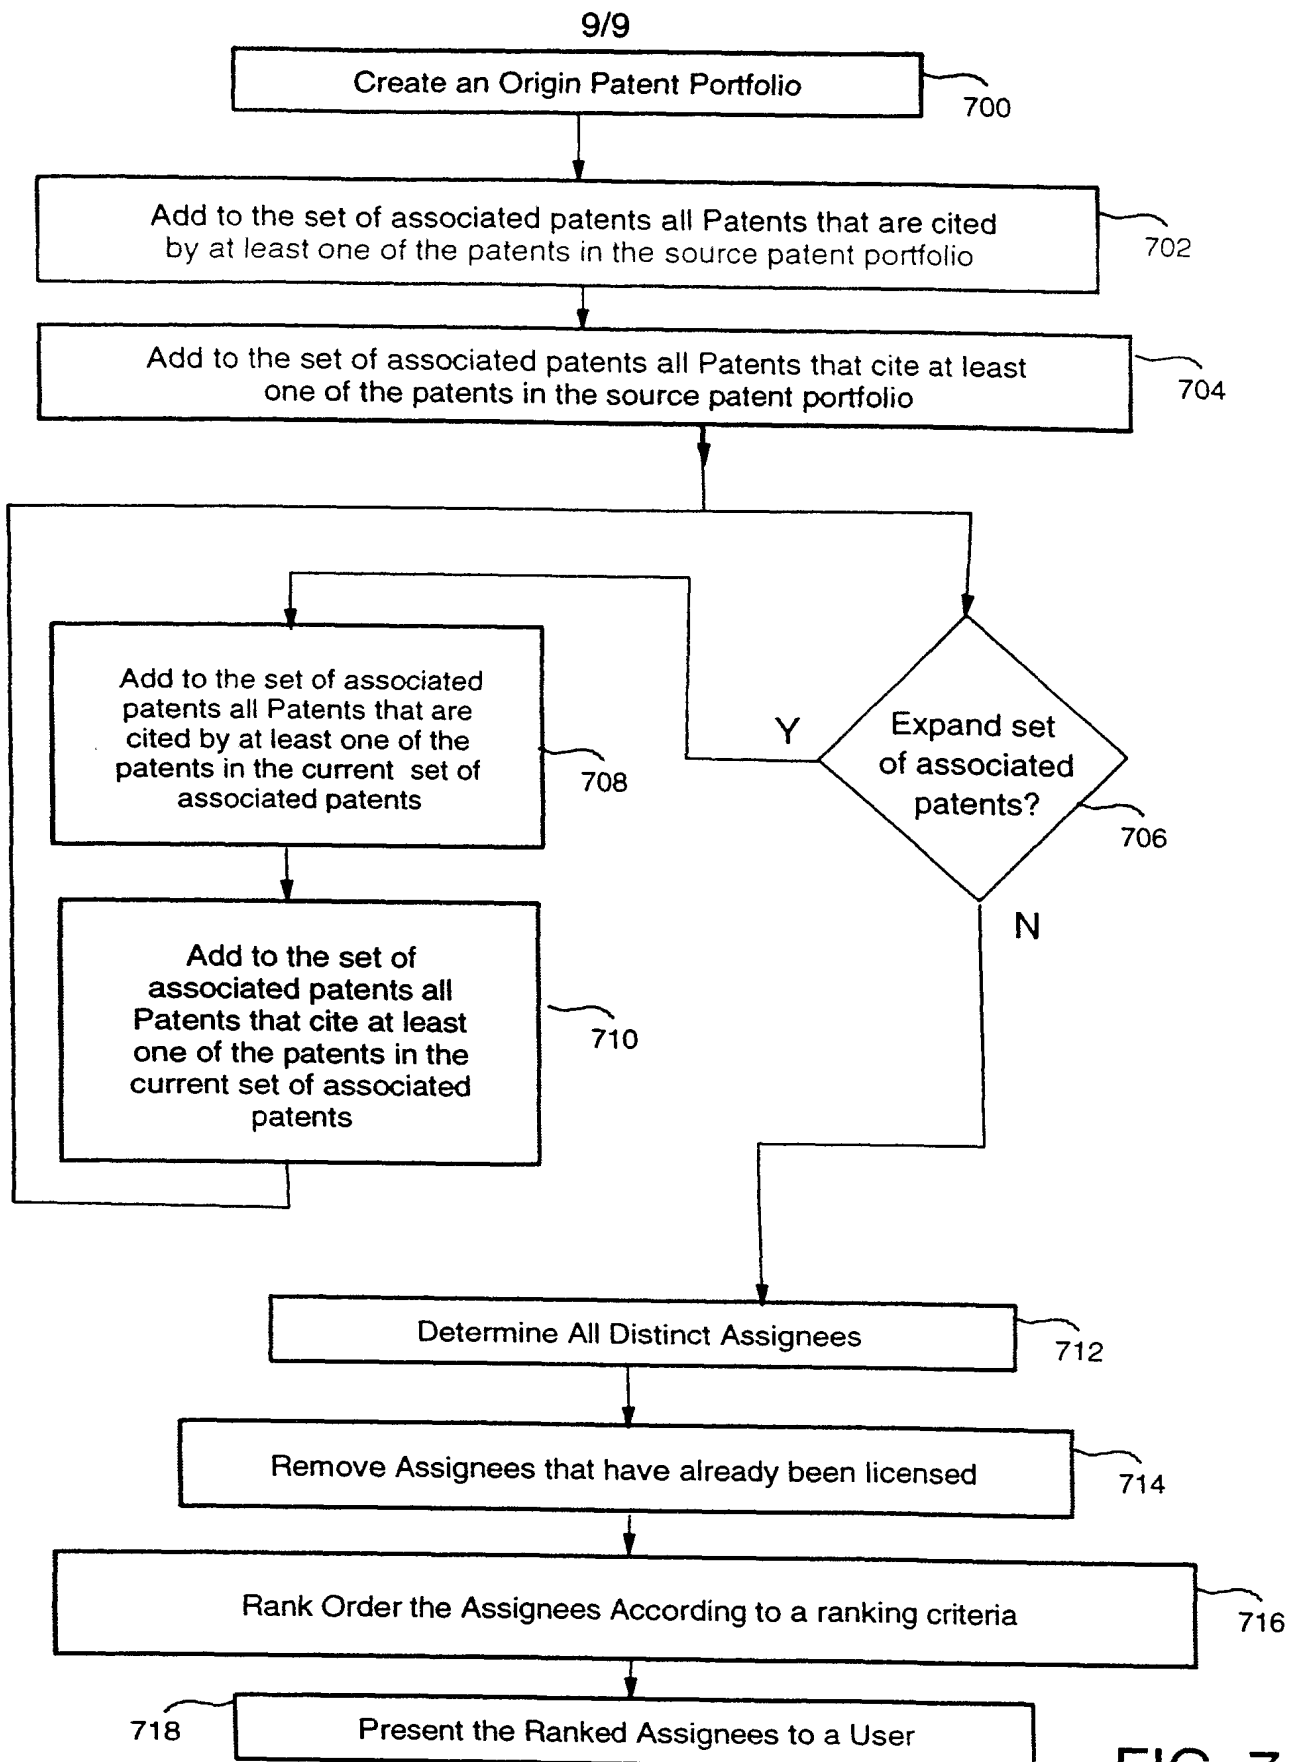 9/9
Create an Origin Patent Portfolio
700
Add to the set of associated patents all Patents that are cited
by at least one of the patents in the source patent portfolio
702
Add to the set of associated patents all Patents that cite at least
one of the patents in the source patent portfolio
704
Expand set
of associated
patents?
706
Y
N
Add to the set of associated
patents all Patents that are
cited by at least one of the
patents in the current set of
associated patents
708
Add to the set of
associated patents all
Patents that cite at least
one of the patents in the
current set of associated
patents
710
Determine All Distinct Assignees
712
Remove Assignees that have already been licensed
714
Rank Order the Assignees According to a ranking criteria
716
Present the Ranked Assignees to a User
718
FIG. 7